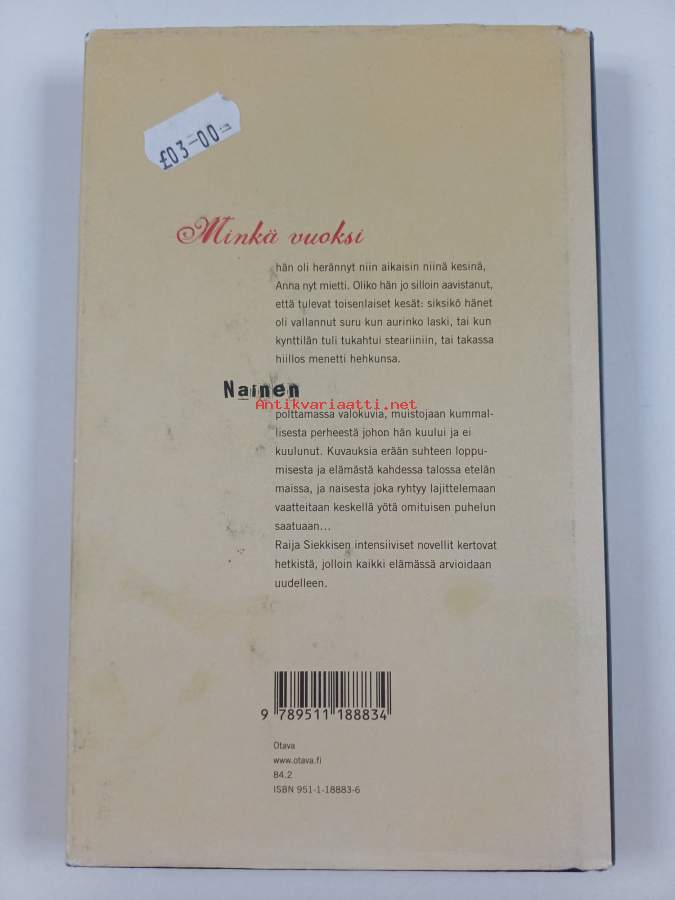 £03-00
Minkä vuoksi
hän oli herännyt niin aikaisin niinä kesinä,
Anna nyt mietti. Oliko hän jo silloin aavistanut,
että tulevat toisenlaiset kesät: siksikö hänet
oli vallannut suru kun aurinko laski, tai kun
kynttilän tuli tukahtui steariiniin, tai takassa
hiillos menetti hehkunsa.
Nainen
Antikvariaatti.net
polttamassa valokuvia, muistojaan kummal-
lisesta perheestä johon hän kuului ja ei
kuulunut. Kuvauksia erään suhteen loppu-
misesta ja elämästä kahdessa talossa etelän
maissa, ja naisesta joka ryhtyy lajittelemaan
vaatteitaan keskellä yötä omituisen puhelun
saatuaan...
Raija Siekkisen intensiiviset novellit kertovat
hetkistä, jolloin kaikki elämässä arvioidaan
uudelleen.
9 789511 188834
Otava
www.otava.fi
84.2
ISBN 951-1-18883-6